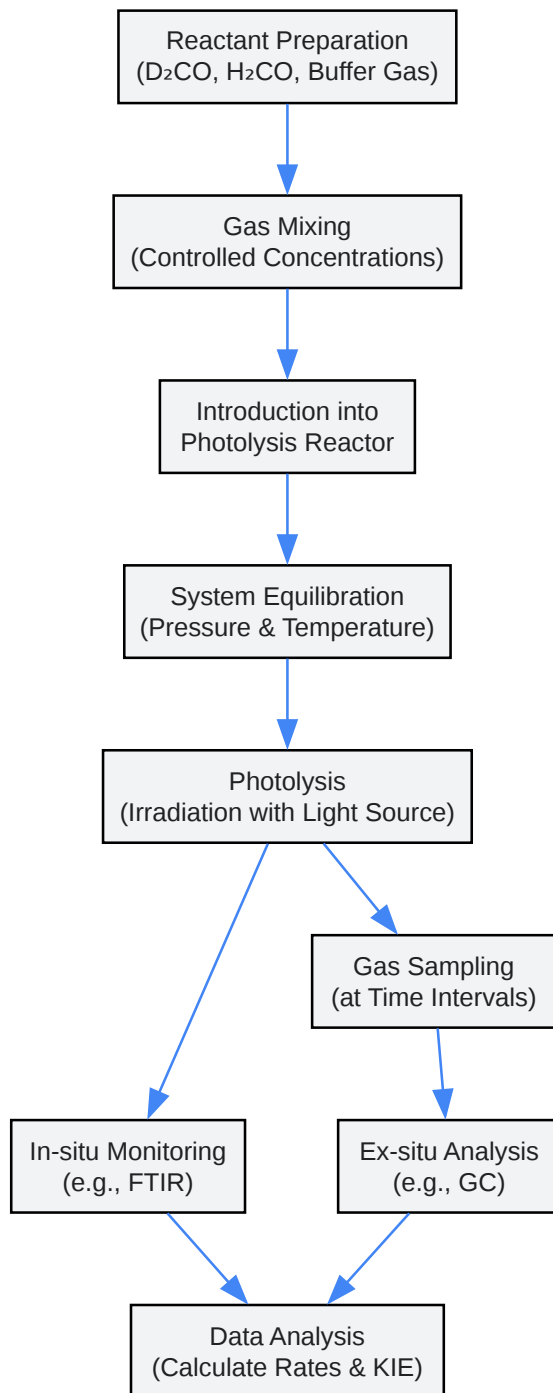 Reactant Preparation
(D₂CO, H₂CO, Buffer Gas)
Gas Mixing
(Controlled Concentrations)
Introduction into
Photolysis Reactor
System Equilibration
(Pressure & Temperature)
Photolysis
(Irradiation with Light Source)
Gas Sampling
(at Time Intervals)
In-situ Monitoring
(e.g., FTIR)
Ex-situ Analysis
(e.g., GC)
Data Analysis
(Calculate Rates & KIE)